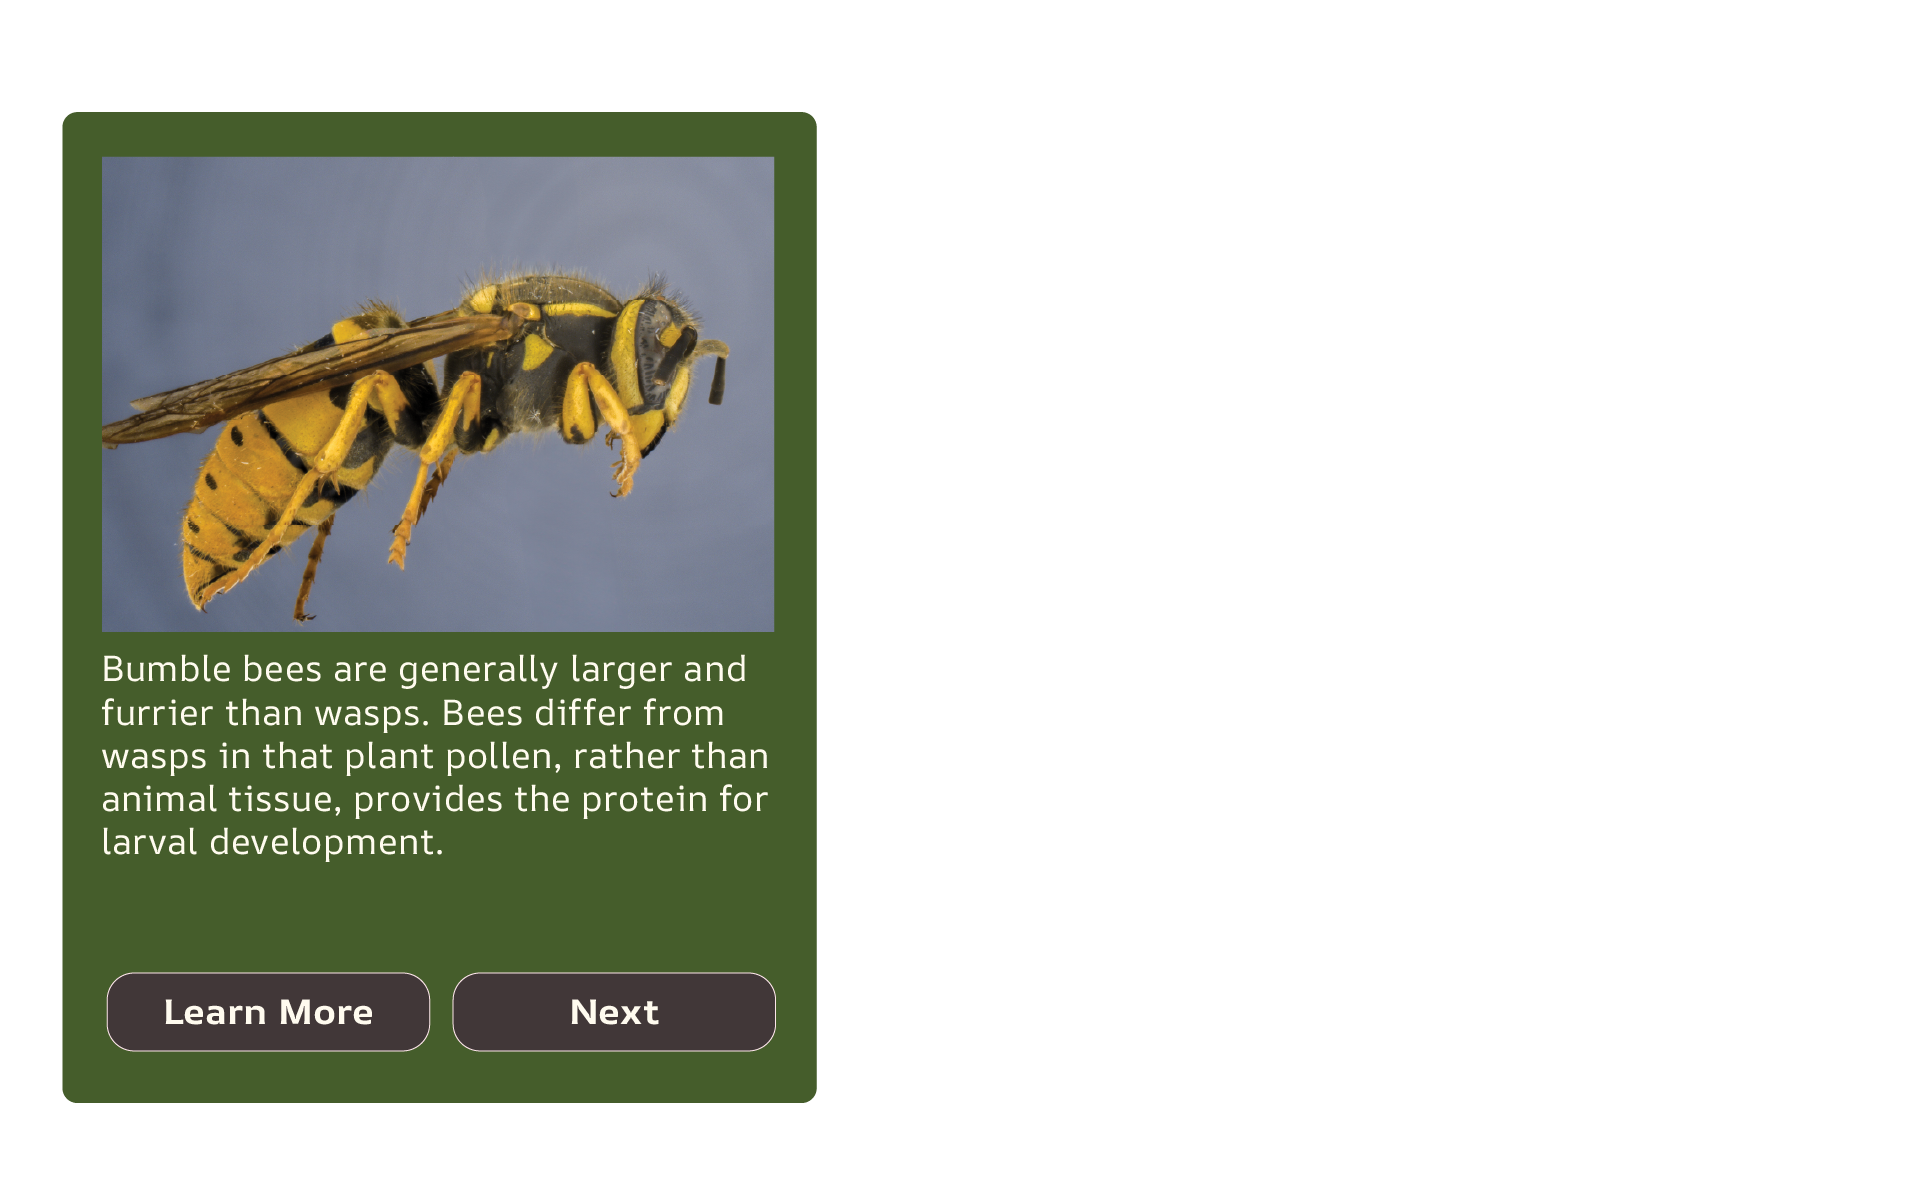 Bumble bees are generally larger and
furrier than wasps. Bees differ from
wasps in that plant pollen, rather than
animal tissue, provides the protein for
larval development.
Learn More
Next